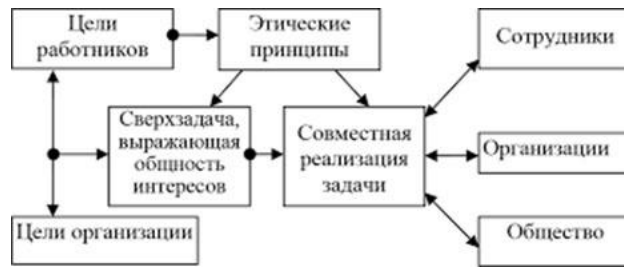 Цели
работников
Этические
принципы
Сотрудники
Сверхзадача,
выражающая
общность
интересов
Совместная
реализация
задачи
Организации
Цели организации
Общество